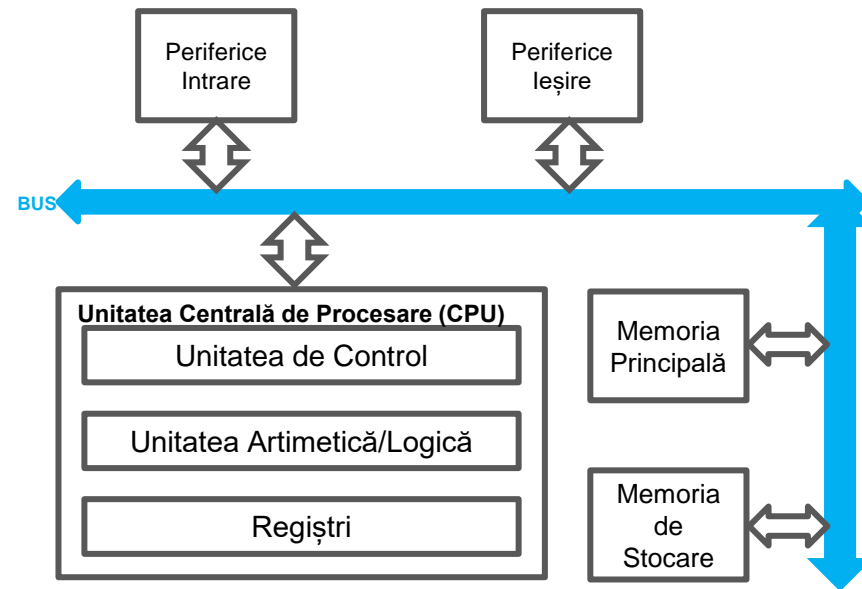 Periferice
Intrare
Periferice
Ieșire
BUS
Unitatea Centrală de Procesare (CPU)
Unitatea de Control
Unitatea Artimetică/Logică
Regiștri
Memoria
Principală
Memoria
de
Stocare